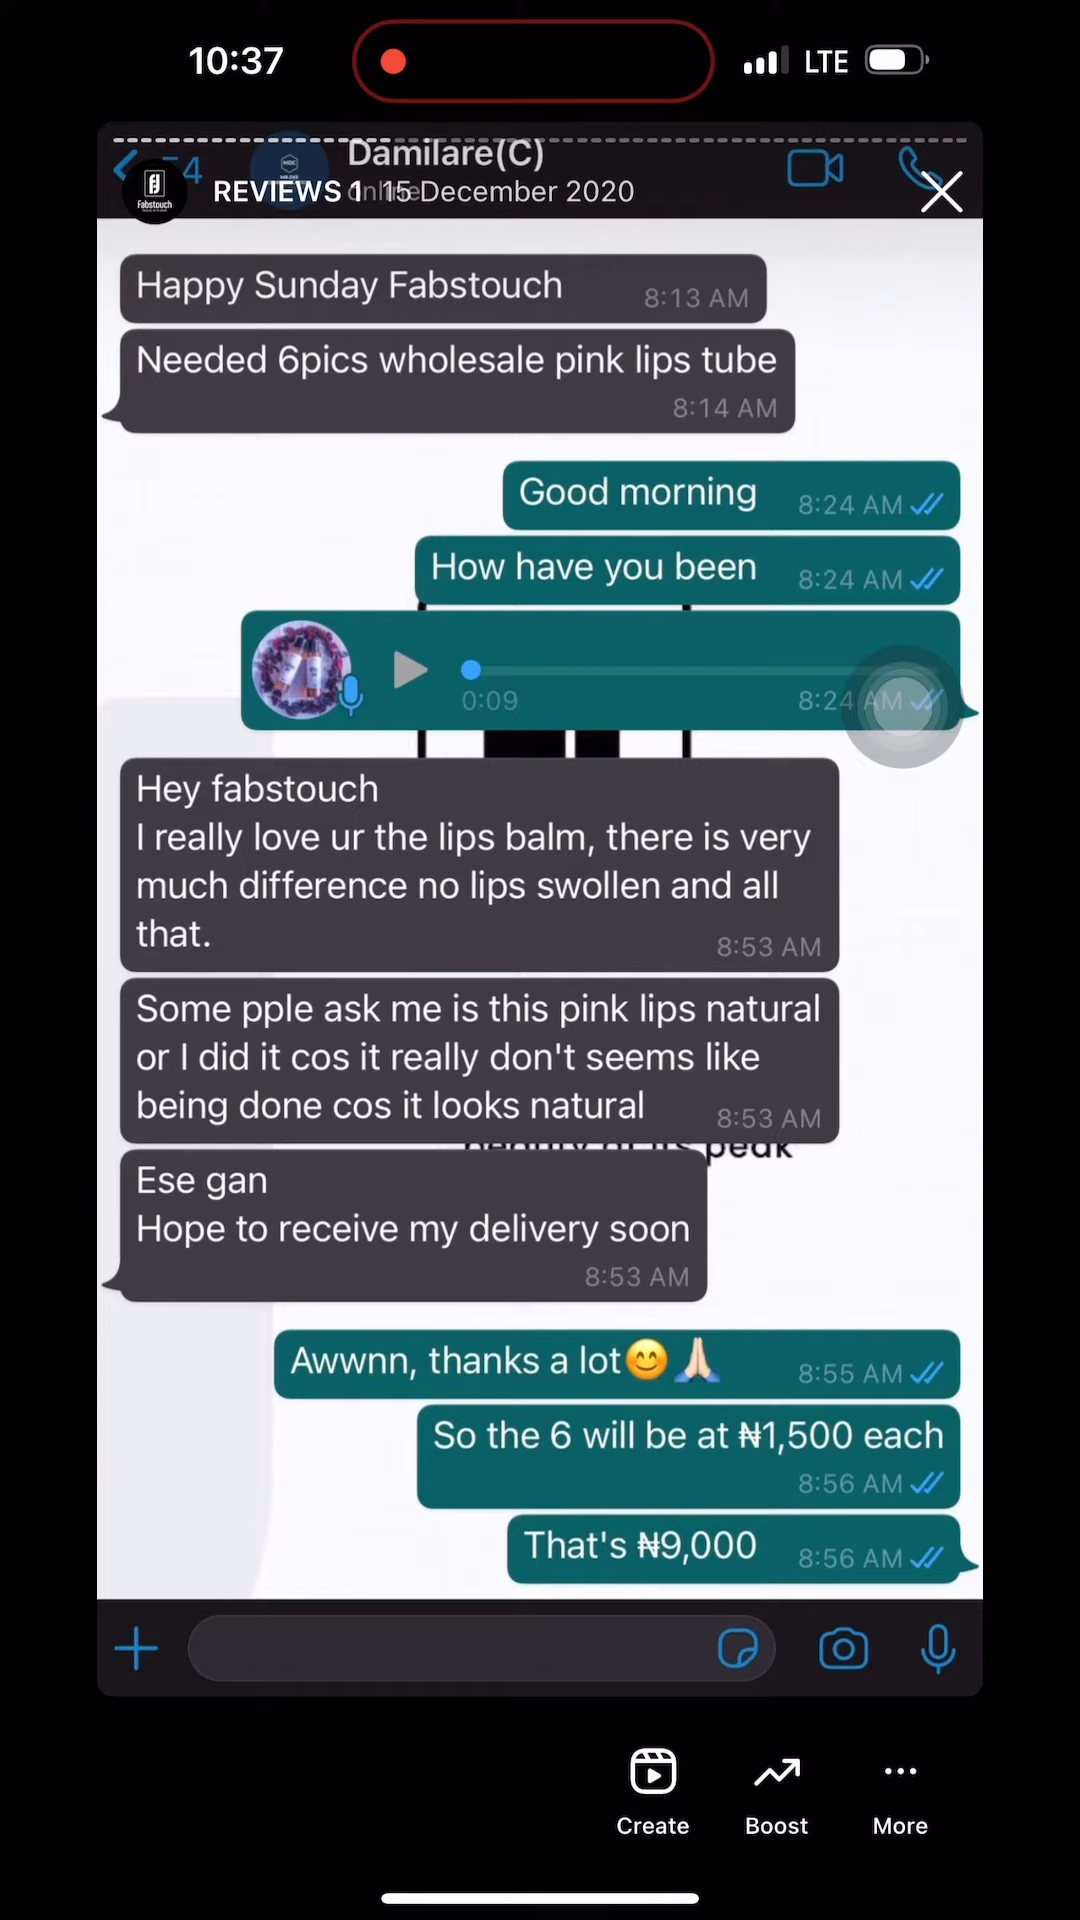 10:37
LTE
54
Damilare(C)
Fabstouch
REVIEWS 1
online
15 December 2020
Happy Sunday Fabstouch
8:13 AM
Needed 6pics wholesale pink lips tube
8:14 AM
Good morning
8:24 AM
How have you been
8:24 AM
0:09
8:24 AM
Hey fabstouch
I really love ur the lips balm, there is very
much difference no lips swollen and all
that.
8:53 AM
Some pple ask me is this pink lips natural
or I did it cos it really don't seems like
being done cos it looks natural
8:53 AM
peak
Ese gan
Hope to receive my delivery soon
8:53 AM
Awwnn, thanks a lot😊🙏🏻
8:55 AM
So the 6 will be at ₦1,500 each
8:56 AM
That's ₦9,000
8:56 AM
Create
Boost
More